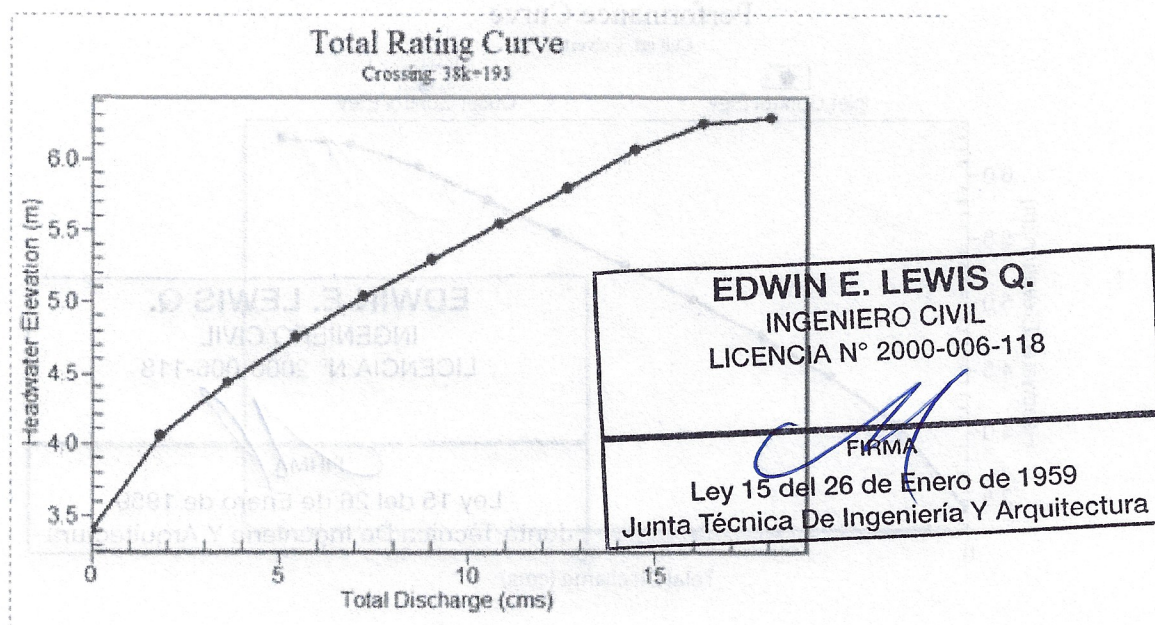 Total Rating Curve
Crossing: 38k+193
Headwater Elevation (m)
6.0
5.5
5.0
4.5
4.0
3.5
0
5
10
15
Total Discharge (cms)
EDWIN E. LEWIS Q.
INGENIERO CIVIL
LICENCIA N° 2000-006-118
FIRMA
Ley 15 del 26 de Enero de 1959
Junta Técnica De Ingeniería Y Arquitectura